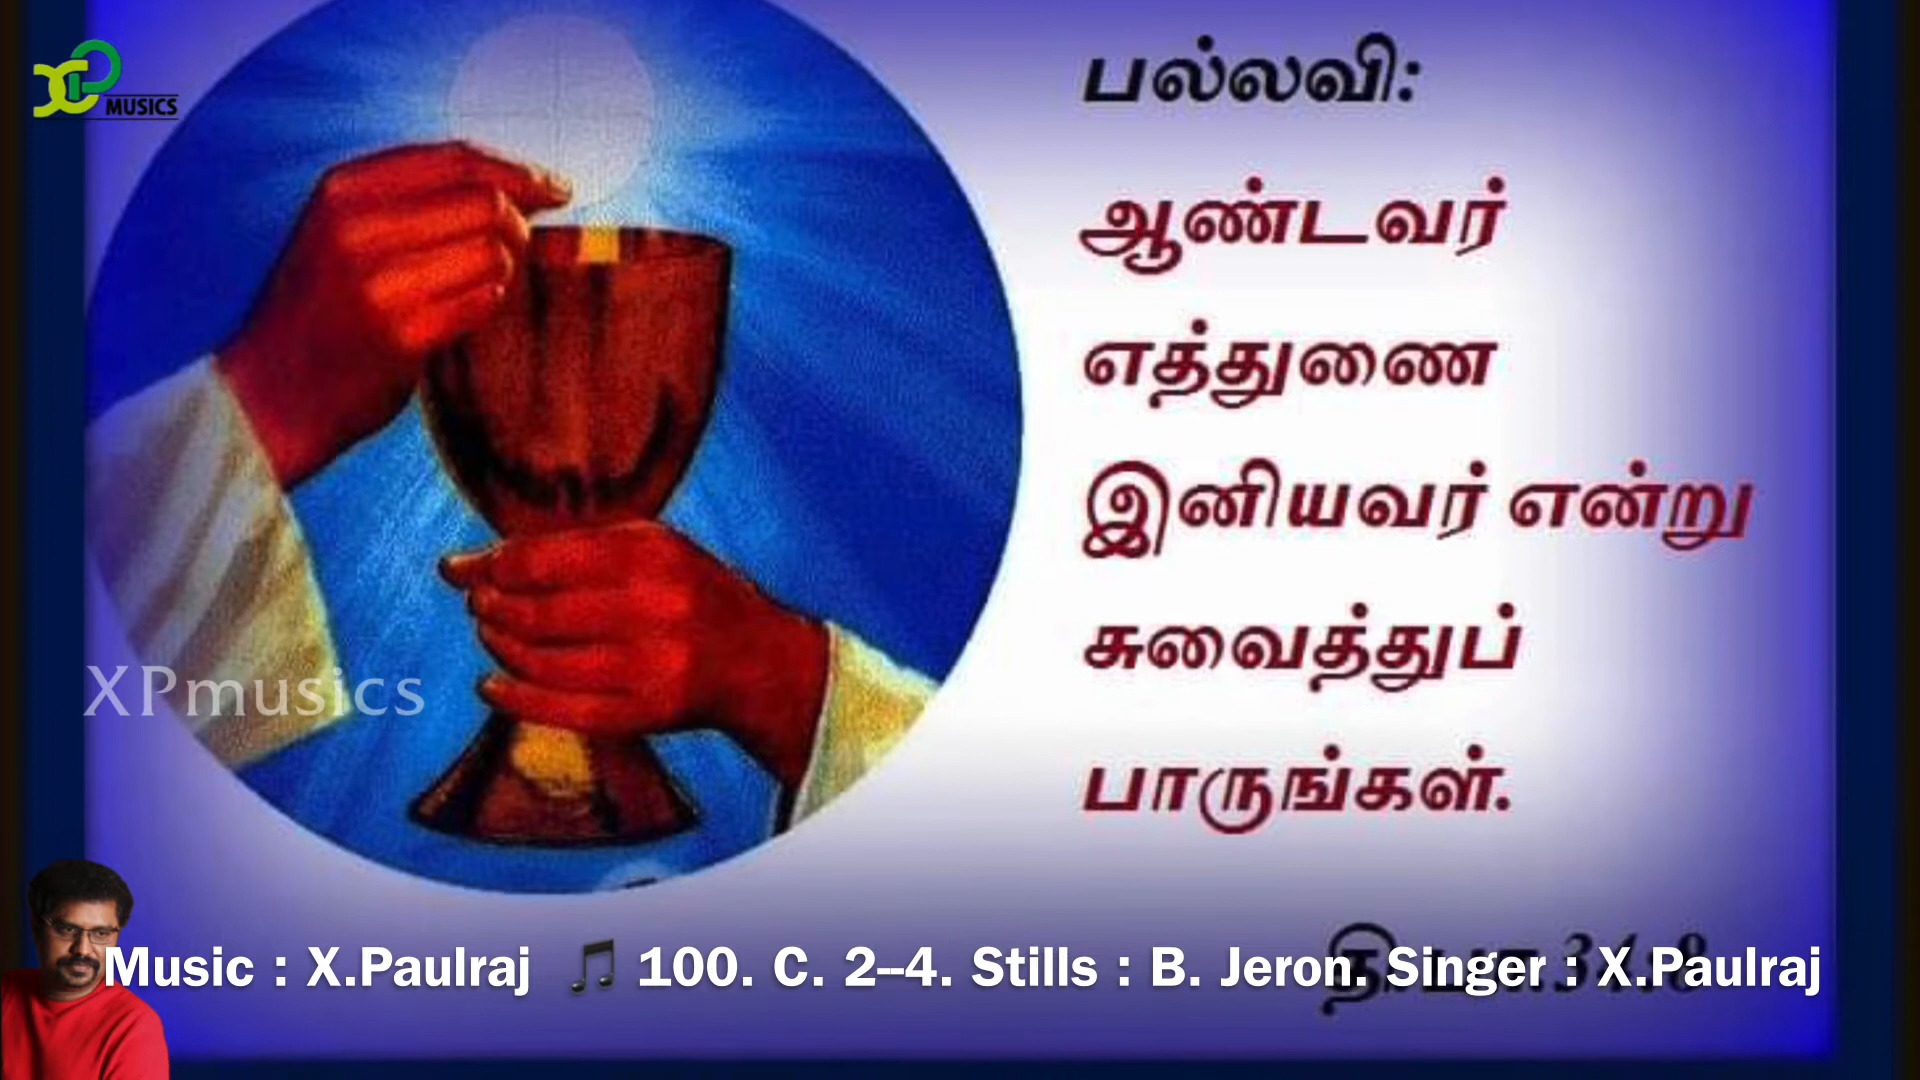 XP MUSICS
பல்லவி:
ஆண்டவர்
எத்துணை
இனியவர் என்று
சுவைத்துப்
பாருங்கள்.
XPmusics
Music : X.Paulraj 🎵 100. C. 2–4. Stills : B. Jeron. Singer : X.Paulraj